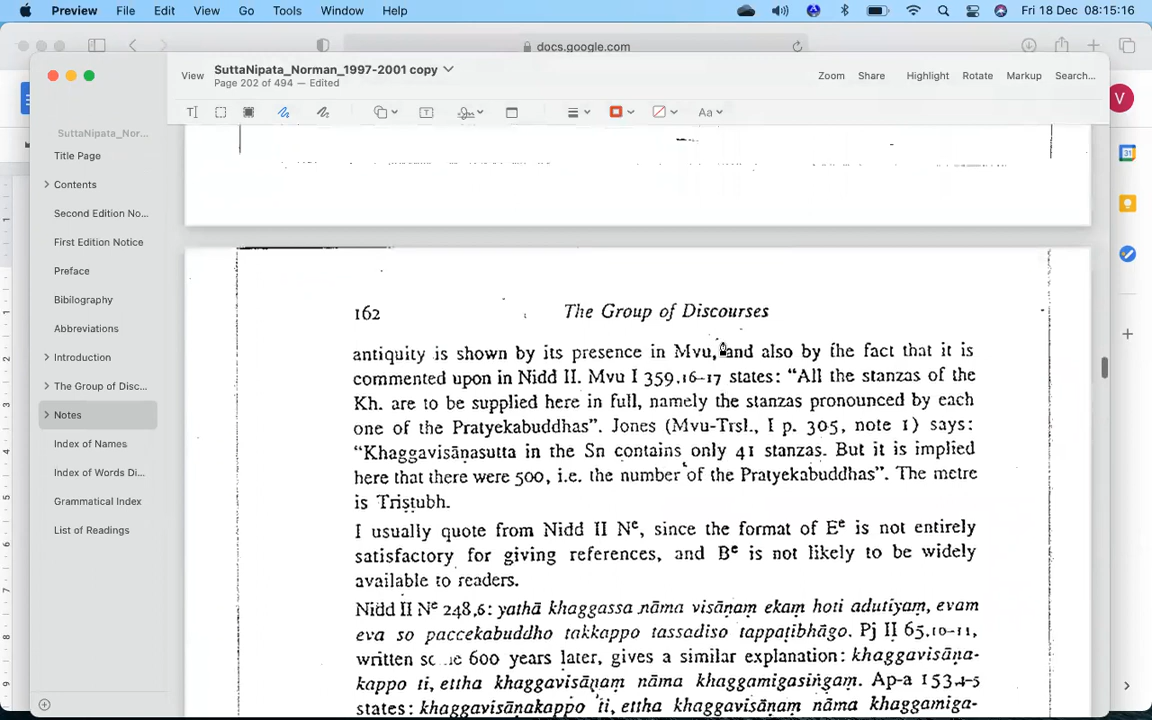 Preview File Edit View Go Tools Window Help Fri 18 Dec 08:15:16
docs.google.com
View SuttaNipata_Norman_1997-2001 copy Zoom Share Highlight Rotate Markup Search...
Page 202 of 494 — Edited
V
Aa
31
SuttaNipata_Nor...
Title Page
Contents
Second Edition No...
First Edition Notice
Preface
Bibilography
Abbreviations
Introduction
The Group of Disc...
Notes
Index of Names
Index of Words Di...
Grammatical Index
List of Readings
162 The Group of Discourses
antiquity is shown by its presence in Mvu, and also by the fact that it is
commented upon in Nidd II. Mvu I 359.16–17 states: "All the stanzas of the
Kh. are to be supplied here in full, namely the stanzas pronounced by each
one of the Pratyekabuddhas". Jones (Mvu-Trsl., I p. 305, note 1) says:
"Khaggavisāṇasutta in the Sn contains only 41 stanzas. But it is implied
here that there were 500, i.e. the number of the Pratyekabuddhas". The metre
is Triṣṭubh.
I usually quote from Nidd II Nᵉ, since the format of Eᵉ is not entirely
satisfactory for giving references, and Bᵉ is not likely to be widely
available to readers.
Nidd II Nᵉ 248,6: yathā khaggassa nāma visāṇaṃ ekaṃ hoti adutiyaṃ, evam
eva so paccekabuddho takkappo tassadiso tappaṭibhāgo. Pj II 65.10–11,
written 600 years later, gives a similar explanation: khaggavisāṇa-
kappo ti, ettha khaggavisāṇaṃ nāma khaggamigasiṅgaṃ. Ap-a 153.4-5
states: khaggavisāṇakappo ti, ettha khaggavisāṇaṃ nāma khaggamiga-
5
6
7
8
9